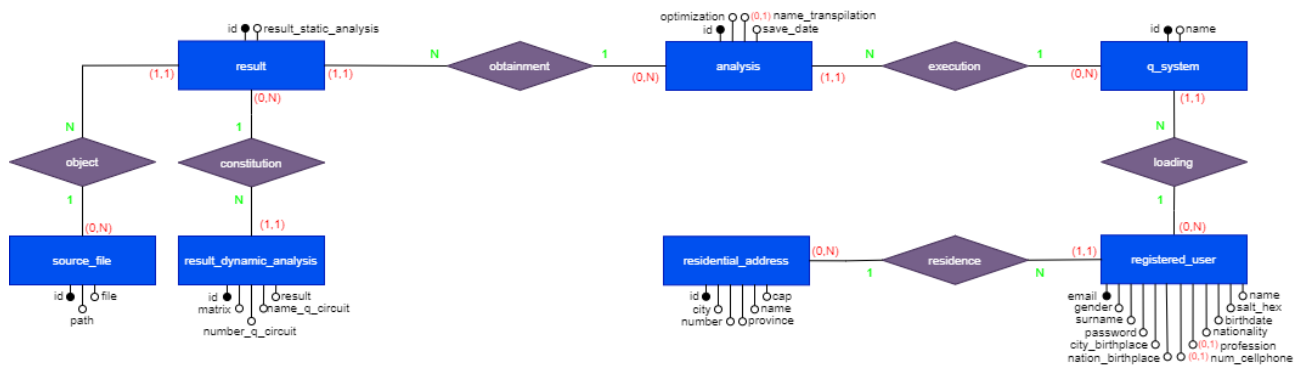 optimization (0,1) name_transpilation
id result_static_analysis
id save_date
id name
result
(1,1)
(1,1)
(0,N)
N
obtainment
1
(0,N)
analysis
(1,1)
N
execution
1
(0,N)
q_system
(1,1)
N
object
1
(0,N)
1
constitution
N
(1,1)
N
loading
1
(0,N)
source_file
id
file
path
result_dynamic_analysis
id
result
matrix
name_q_circuit
number_q_circuit
residential_address
(0,N)
1
residence
N
(1,1)
registered_user
id
cap
city
name
number
province
email
name
gender
salt_hex
surname
birthdate
password
nationality
city_birthplace
(0,1) profession
nation_birthplace
(0,1) num_cellphone